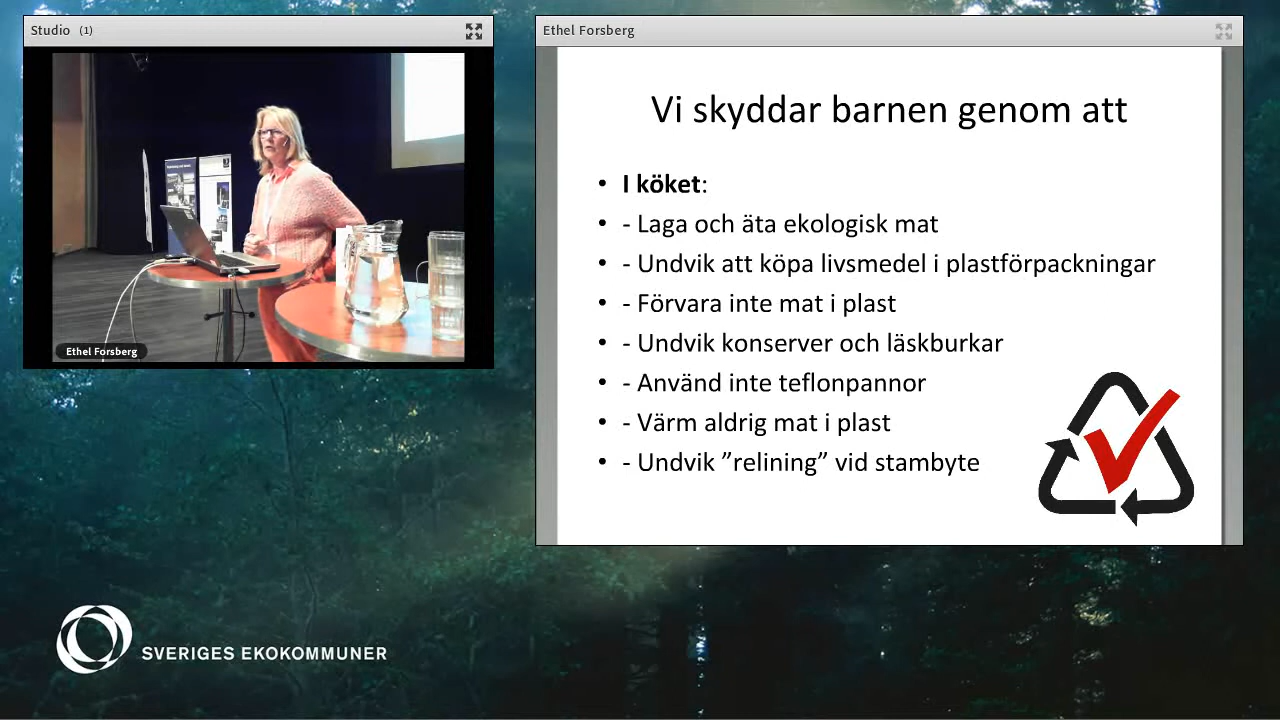 Studio (1)
Ethel Forsberg
Ethel Forsberg
Vi skyddar barnen genom att
• I köket:
• - Laga och äta ekologisk mat
• - Undvik att köpa livsmedel i plastförpackningar
• - Förvara inte mat i plast
• - Undvik konserver och läskburkar
• - Använd inte teflonpannor
• - Värm aldrig mat i plast
• - Undvik ”relining” vid stambyte
SVERIGES EKOKOMMUNER